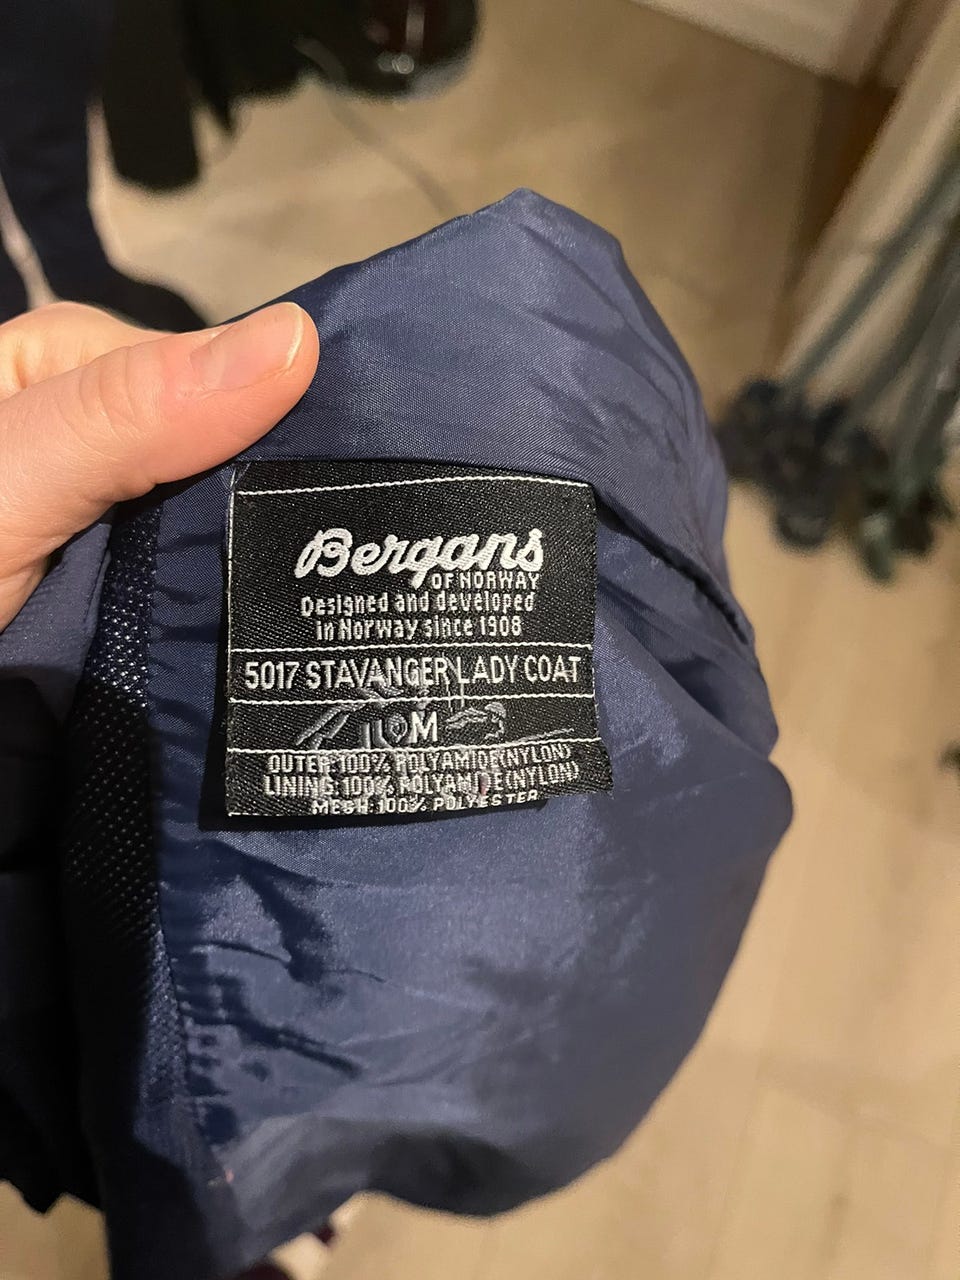 Bergans
OF NORWAY
Designed and developed
in Norway since 1908
5017 STAVANGER LADY COAT
M
OUTER 100% POLYAMIDE(NYLON)
LINING 100% POLYAMIDE(NYLON)
MESH 100% POLYESTER